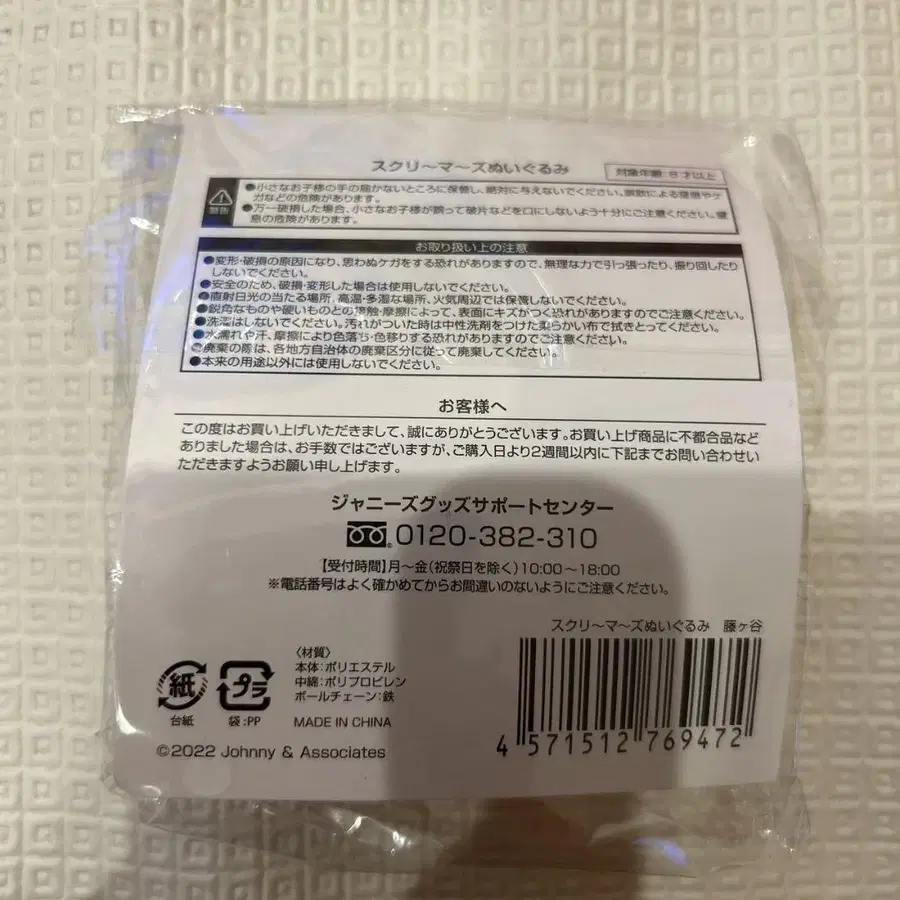 スクリ〜マ〜ズぬいぐるみ
対象年齢:8才以上
警告
●小さなお子様の手の届かないところに保管し、絶対に与えないでください。誤飲による窒息やケ
ガなどの危険があります。
●万一破損した場合、小さなお子様が誤って破片などを口にしないよう十分にご注意ください。窒
息の危険があります。
お取り扱い上の注意
●変形・破損の原因になり、思わぬケガをする恐れがありますので、無理な力で引っ張ったり、振り回したり
しないでください。
●安全のため、破損・変形した場合は使用しないでください。
●直射日光の当たる場所、高温・多湿な場所、火気周辺では保管しないでください。
●鋭角なものや硬いものとの接触・摩擦によって、表面にキズがつく恐れがありますのでご注意ください。
●洗濯はしないでください。汚れがついた時は中性洗剤をつけた柔らかい布で拭きとってください。
●水濡れや汗、摩擦により色落ち・色移りする恐れがありますのでご注意ください。
●廃棄の際は、各地方自治体の廃棄区分に従って廃棄してください。
●本来の用途以外には使用しないでください。
お客様へ
この度はお買い上げいただきまして、誠にありがとうございます。お買い上げ商品に不都合品など
ありました場合は、お手数ではございますが、ご購入日より2週間以内に下記までお問い合わせい
ただきますようお願い申し上げます。
ジャニーズグッズサポートセンター
0120-382-310
【受付時間】月〜金(祝祭日を除く)10:00〜18:00
※電話番号はよく確かめてからお間違いのないようにご注意ください。
スクリ〜マ〜ズぬいぐるみ 藤ヶ谷
〈材質〉
本体:ポリエステル
中綿:ポリプロピレン
ボールチェーン:鉄
MADE IN CHINA
紙
台紙
プラ
袋:PP
©2022 Johnny & Associates
4 571512 769472